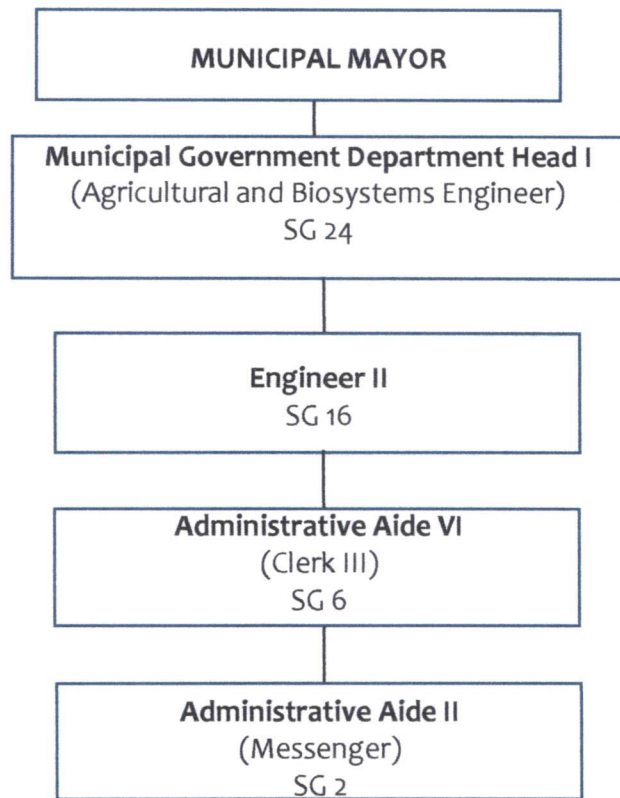 MUNICIPAL MAYOR
Municipal Government Department Head I
(Agricultural and Biosystems Engineer)
SG 24
Engineer II
SG 16
Administrative Aide VI
(Clerk III)
SG 6
Administrative Aide II
(Messenger)
SG 2